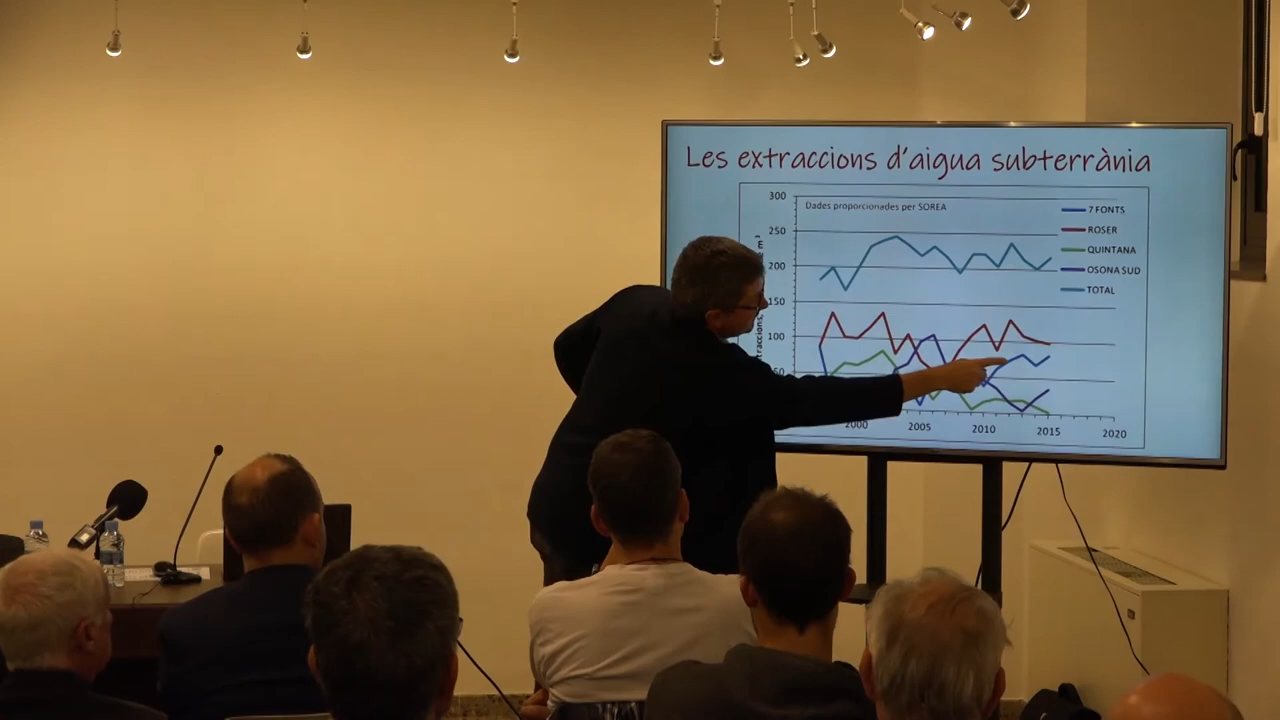 Les extraccions d'aigua subterrània
300
Dades proporcionades per SOREA
7 FONTS
250
ROSER
QUINTANA
200
OSONA SUD
TOTAL
150
100
2000
2005
2010
2015
2020